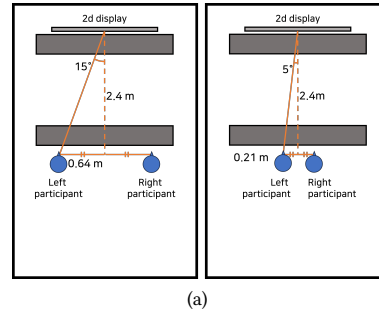 2d display
15°
2.4 m
0.64 m
Left
participant
Right
participant
2d display
5°
2.4m
0.21 m
Left
participant
Right
participant
(a)